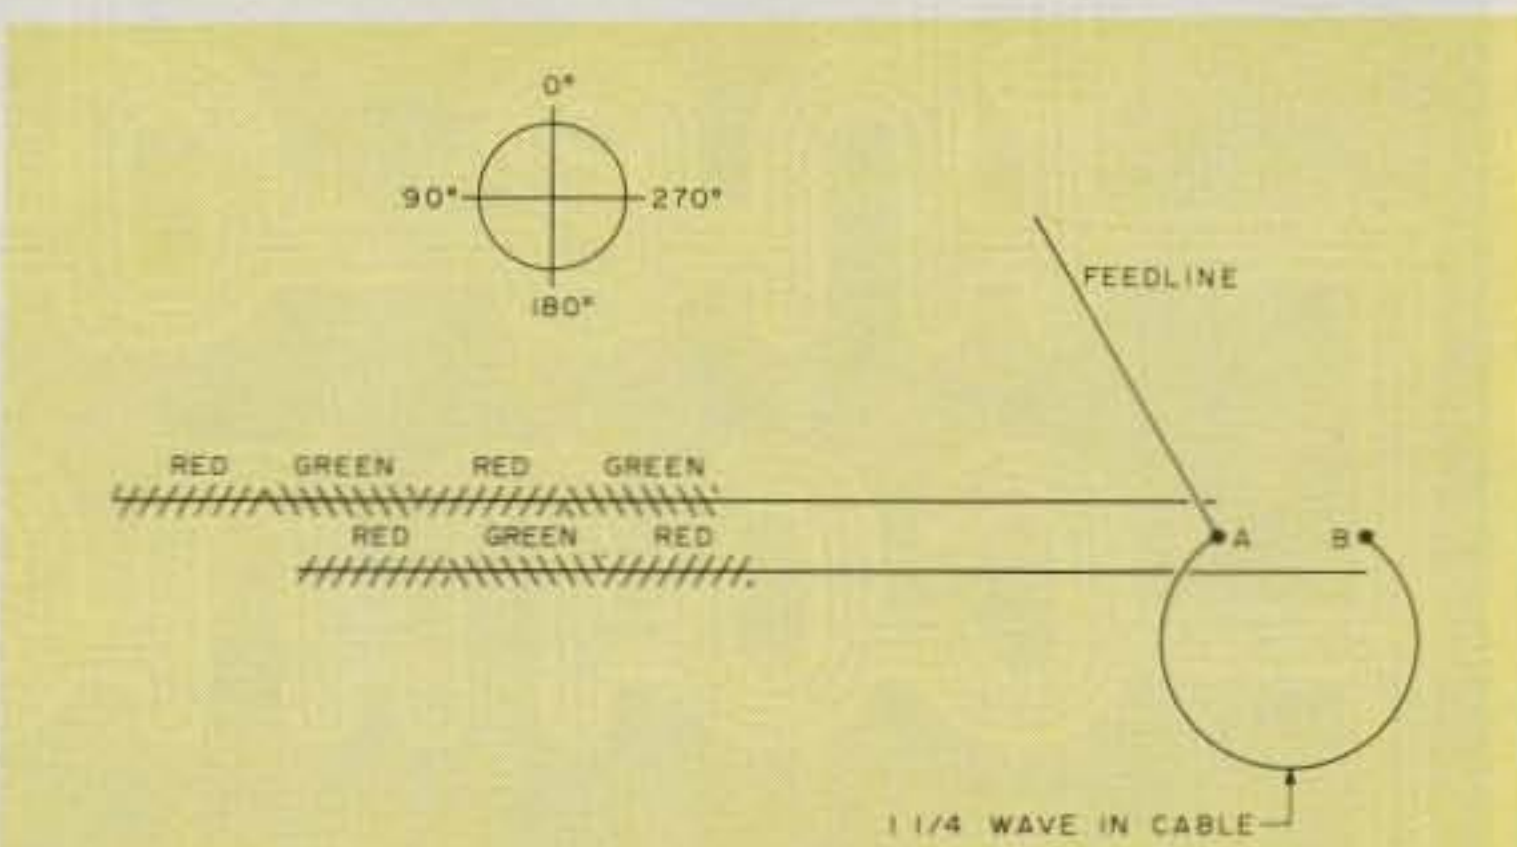 0°
90° 270°
180°
FEEDLINE
RED GREEN RED GREEN
A B
RED GREEN RED
1 1/4 WAVE IN CABLE